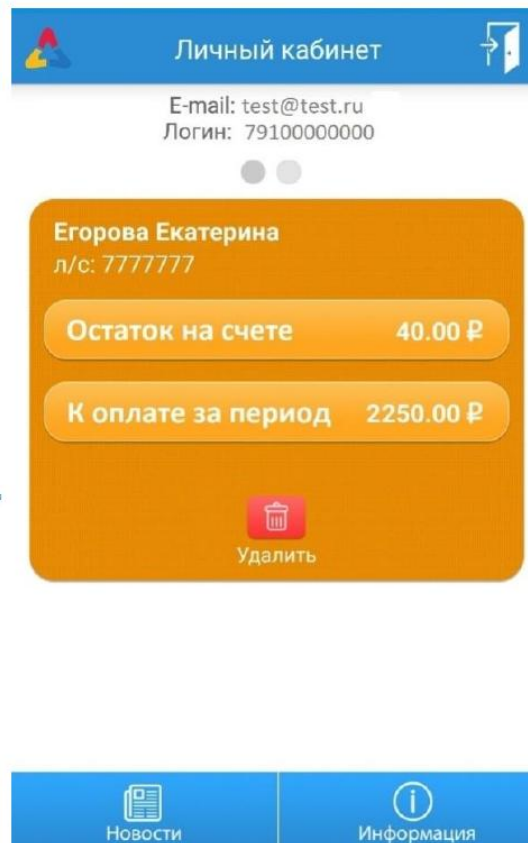 Личный кабинет
E-mail: test@test.ru
Логин: 79100000000
Егорова Екатерина
л/с: 7777777
Остаток на счете 40.00 ₽
К оплате за период 2250.00 ₽
Удалить
Новости Информация